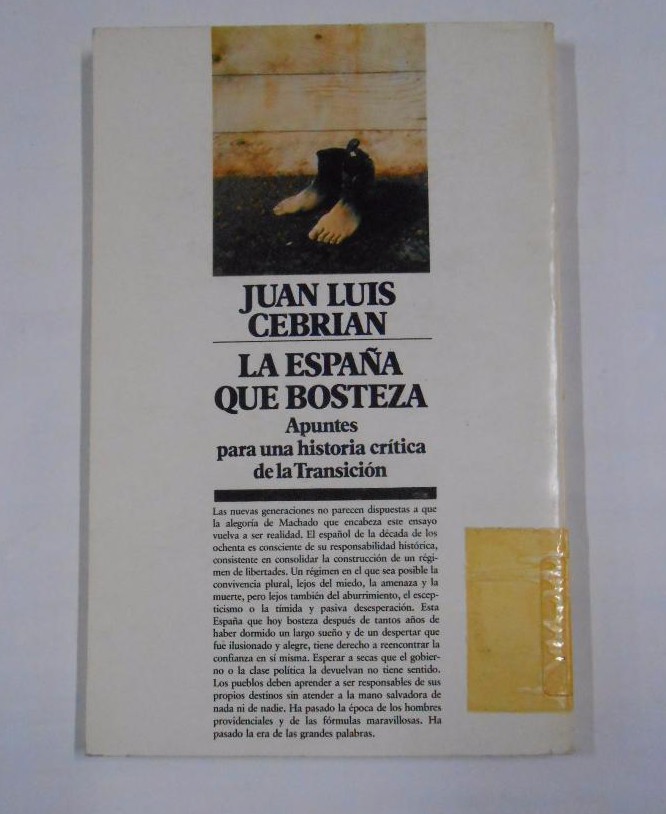 JUAN LUIS
CEBRIAN
LA ESPAÑA
QUE BOSTEZA
Apuntes
para una historia crítica
de la Transición
Las nuevas generaciones no parecen dispuestas a que
la alegoría de Machado que encabeza este ensayo
vuelva a ser realidad. El español de la década de los
ochenta es consciente de su responsabilidad histórica,
consistente en consolidar la construcción de un régi-
men de libertades. Un régimen en el que sea posible la
convivencia plural, lejos del miedo, la amenaza y la
muerte, pero lejos también del aburrimiento, el escep-
ticismo o la tímida y pasiva desesperación. Esta
España que hoy bosteza después de tantos años de
haber dormido un largo sueño y de un despertar que
fue ilusionado y alegre, tiene derecho a reencontrar la
confianza en sí misma. Esperar a secas que el gobier-
no o la clase política la devuelvan no tiene sentido.
Los pueblos deben aprender a ser responsables de sus
propios destinos sin atender a la mano salvadora de
nada ni de nadie. Ha pasado la época de los hombres
providenciales y de las fórmulas maravillosas. Ha
pasado la era de las grandes palabras.